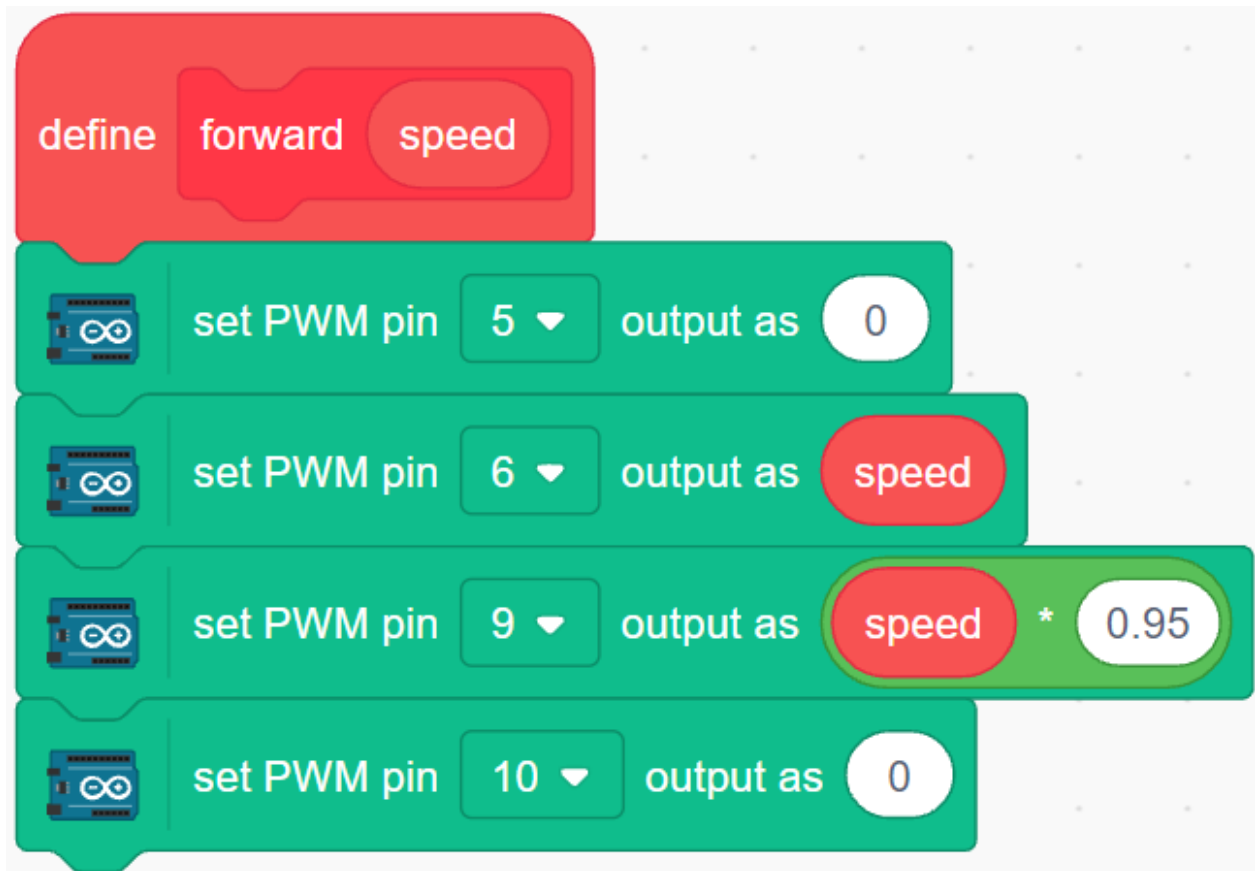 define forward speed
set PWM pin 5 output as 0
set PWM pin 6 output as speed
set PWM pin 9 output as speed * 0.95
set PWM pin 10 output as 0